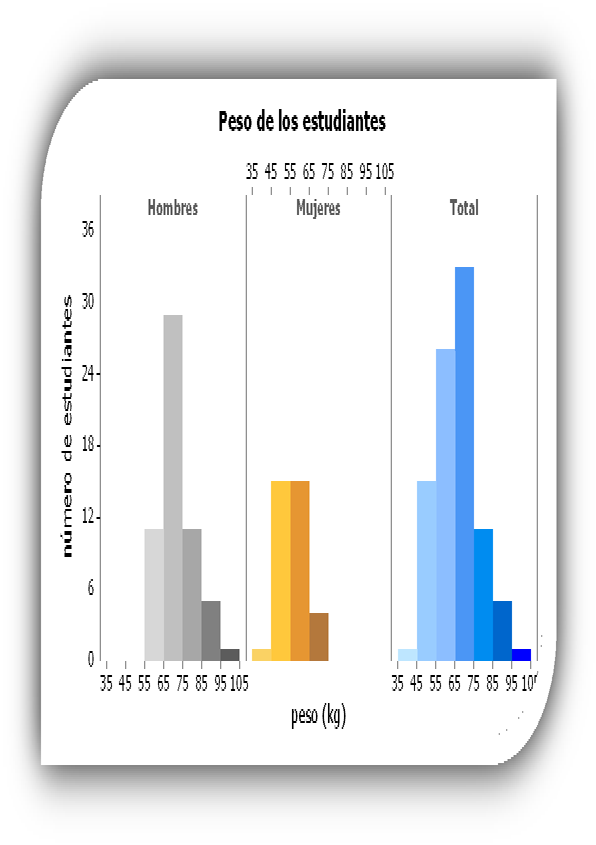 Peso de los estudiantes
35 45 55 65 75 85 95 105
Hombres Mujeres Total
36
30
24
18
12
6
0
número de estudiantes
35 45 55 65 75 85 95 105
35 45 55 65 75 85 95 105
peso (kg)